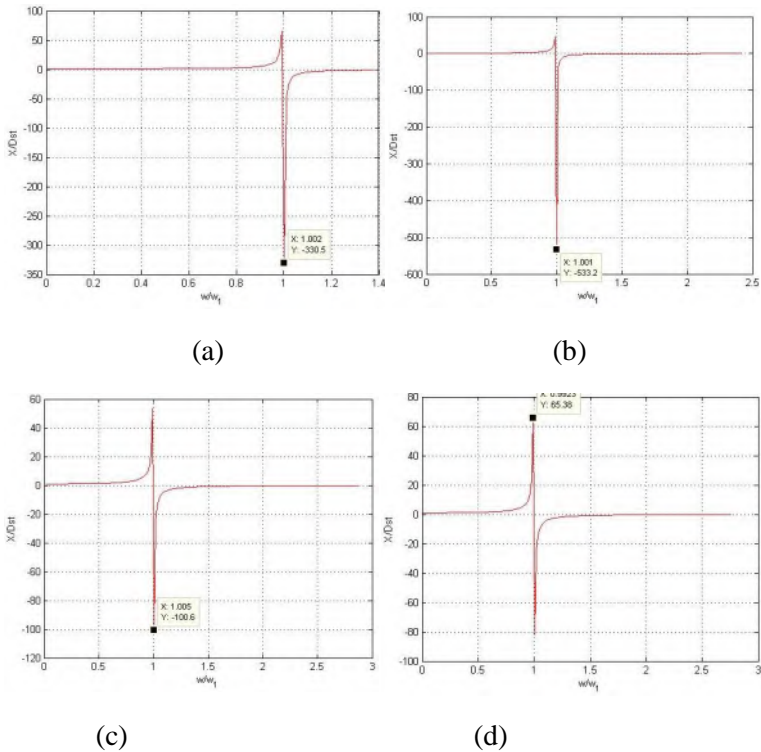 100
50
0
-50
-100
-150
-200
-250
-300
-350
X/Dst
X: 1.002
Y: -330.5
0 0.2 0.4 0.6 0.8 1 1.2 1.4
w/w₁
(a)
100
0
-100
-200
-300
-400
-500
-600
X/Dst
X: 1.001
Y: -533.2
0 0.5 1 1.5 2 2.5
w/w₁
(b)
60
40
20
0
-20
-40
-60
-80
-100
-120
X/Dst
X: 1.005
Y: -100.6
0 0.5 1 1.5 2 2.5 3
w/w₁
(c)
80
60
40
20
0
-20
-40
-60
-80
-100
X/Dst
X: 0.9923
Y: 65.38
0 0.5 1 1.5 2 2.5 3
w/w₁
(d)